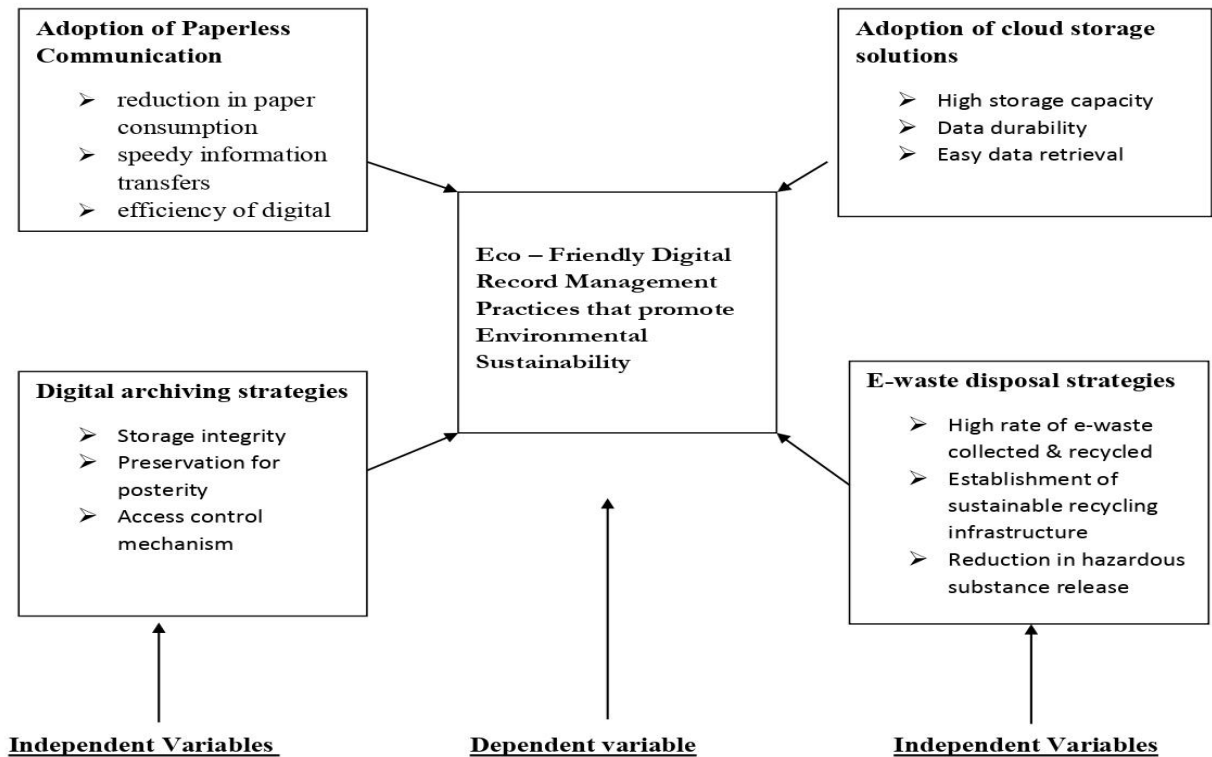 Adoption of Paperless
Communication
➢ reduction in paper
consumption
➢ speedy information
transfers
➢ efficiency of digital
Adoption of cloud storage
solutions
➢ High storage capacity
➢ Data durability
➢ Easy data retrieval
Eco – Friendly Digital
Record Management
Practices that promote
Environmental
Sustainability
Digital archiving strategies
➢ Storage integrity
➢ Preservation for
posterity
➢ Access control
mechanism
E-waste disposal strategies
➢ High rate of e-waste
collected & recycled
➢ Establishment of
sustainable recycling
infrastructure
➢ Reduction in hazardous
substance release
Independent Variables
Dependent variable
Independent Variables